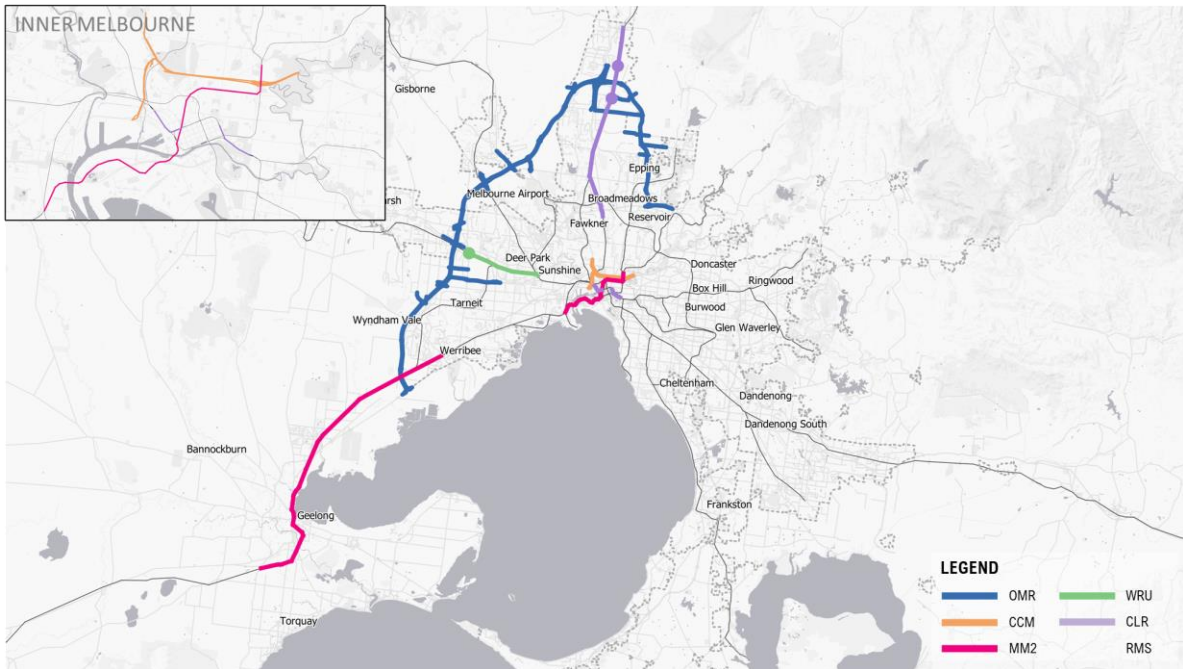 INNER MELBOURNE
Gisborne
Epping
Melbourne Airport
Broadmeadows
arsh
Reservoir
Fawkner
Deer Park
Doncaster
Sunshine
Ringwood
Box Hill
Tarneit
Burwood
Wyndham Vale
Glen Waverley
Werribee
Cheltenham
Dandenong
Dandenong South
Bannockburn
Frankston
Geelong
Torquay
LEGEND
OMR
WRU
CCM
CLR
MM2
RMS